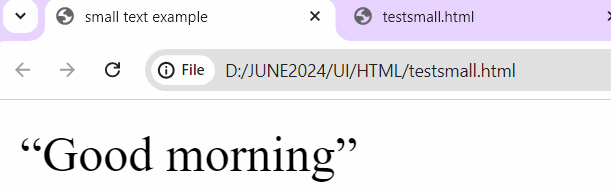 small text example
testsmall.html
File
D:/JUNE2024/UI/HTML/testsmall.html
“Good morning”